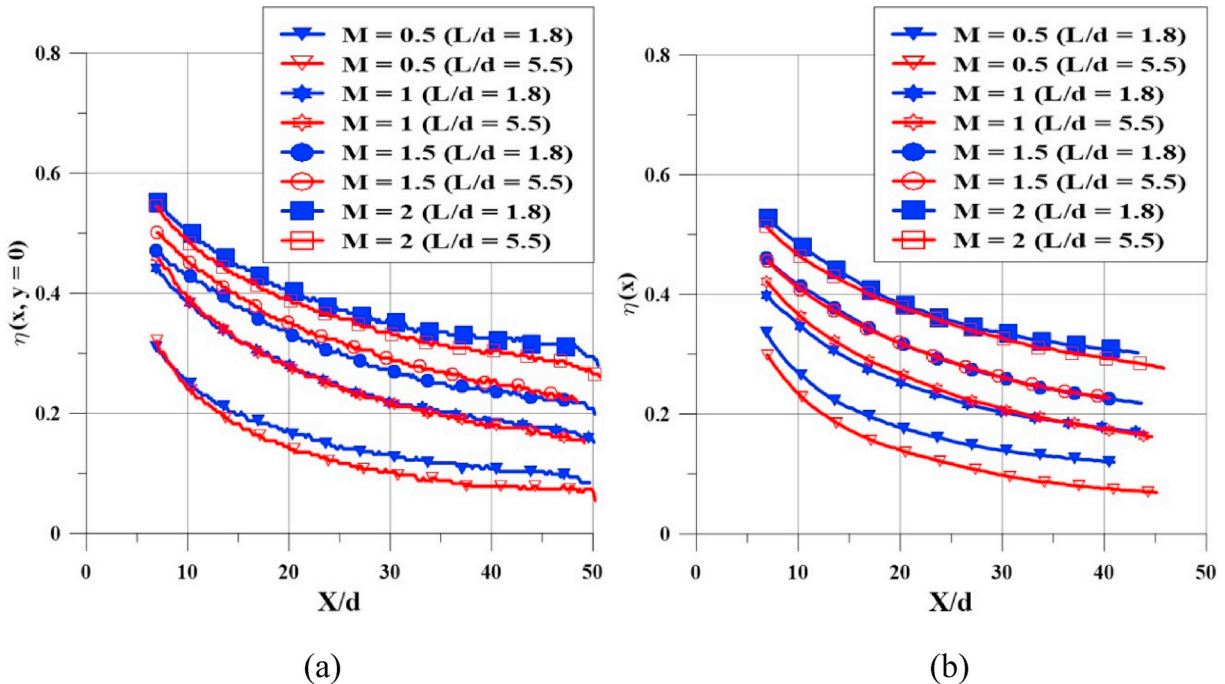 M = 0.5 (L/d = 1.8)
M = 0.5 (L/d = 5.5)
M = 1 (L/d = 1.8)
M = 1 (L/d = 5.5)
M = 1.5 (L/d = 1.8)
M = 1.5 (L/d = 5.5)
M = 2 (L/d = 1.8)
M = 2 (L/d = 5.5)
0.8
0.6
0.4
0.2
0
η(x, y = 0)
0 10 20 30 40 50
X/d
(a)
M = 0.5 (L/d = 1.8)
M = 0.5 (L/d = 5.5)
M = 1 (L/d = 1.8)
M = 1 (L/d = 5.5)
M = 1.5 (L/d = 1.8)
M = 1.5 (L/d = 5.5)
M = 2 (L/d = 1.8)
M = 2 (L/d = 5.5)
0.8
0.6
0.4
0.2
0
η(x)
0 10 20 30 40 50
X/d
(b)